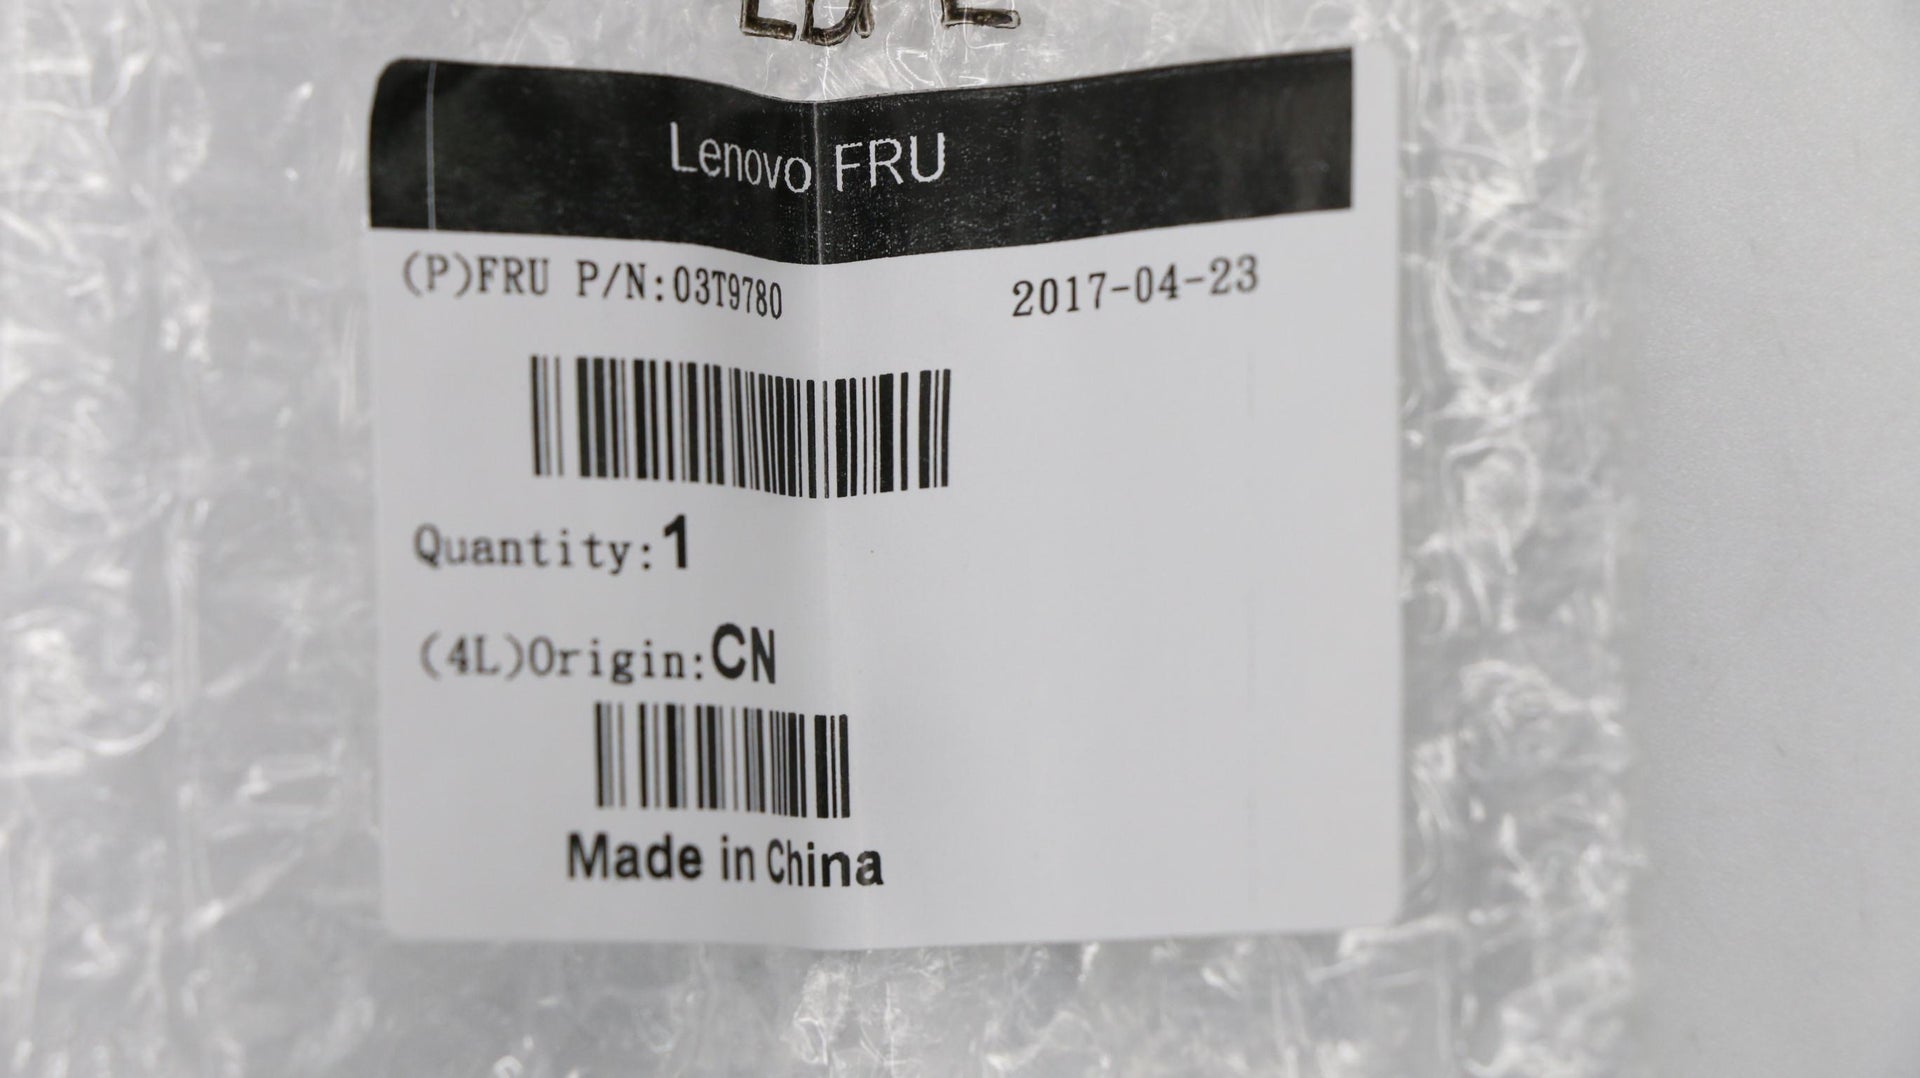 Lenovo FRU
(P)FRU P/N:03T9780 2017-04-23
Quantity:1
(4L)Origin:CN
Made in China